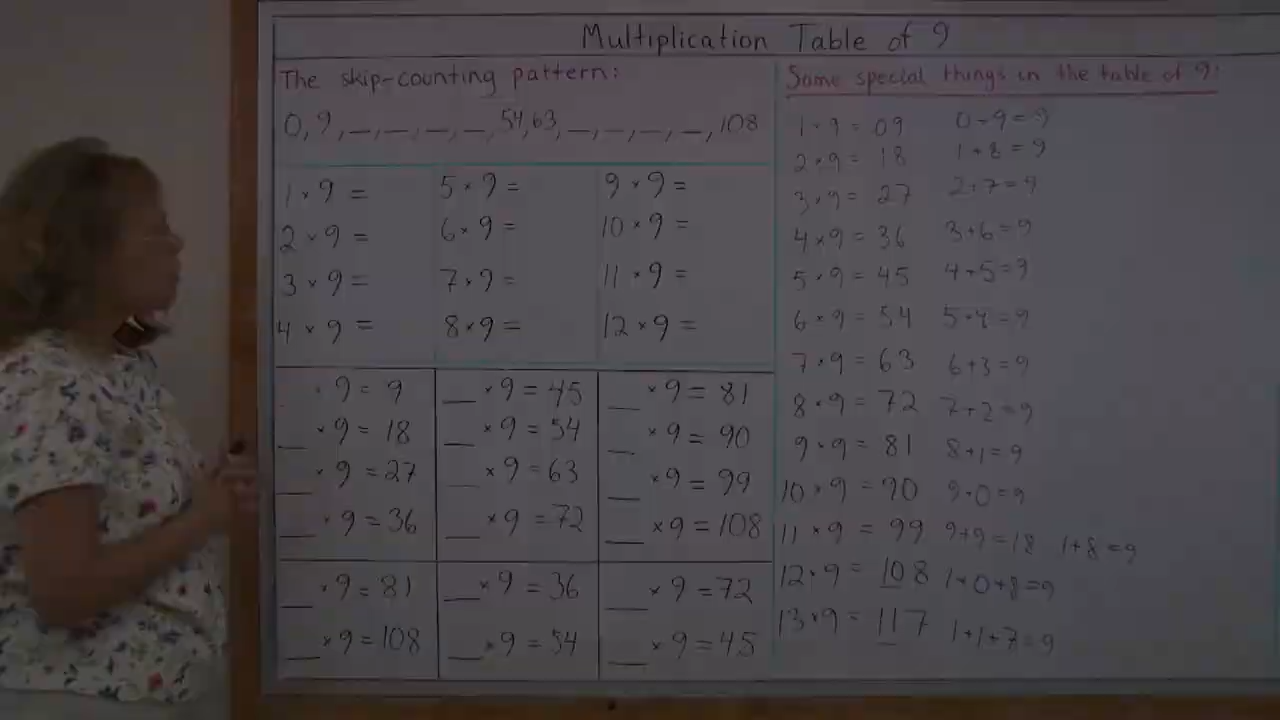 Multiplication Table of 9
The skip-counting pattern:
0, 9, __, __, __, __, 54, 63, __, __, __, __, 108
1 × 9 =
2 × 9 =
3 × 9 =
4 × 9 =
5 × 9 =
6 × 9 =
7 × 9 =
8 × 9 =
9 × 9 =
10 × 9 =
11 × 9 =
12 × 9 =
× 9 = 9
__ × 9 = 18
__ × 9 = 27
__ × 9 = 36
__ × 9 = 45
__ × 9 = 54
__ × 9 = 63
__ × 9 = 72
__ × 9 = 81
__ × 9 = 90
__ × 9 = 99
__ × 9 = 108
__ × 9 = 81
__ × 9 = 108
__ × 9 = 36
__ × 9 = 54
__ × 9 = 72
__ × 9 = 45
Some special things in the table of 9:
1 × 9 = 09 0 + 9 = 9
2 × 9 = 18 1 + 8 = 9
3 × 9 = 27 2 + 7 = 9
4 × 9 = 36 3 + 6 = 9
5 × 9 = 45 4 + 5 = 9
6 × 9 = 54 5 + 4 = 9
7 × 9 = 63 6 + 3 = 9
8 × 9 = 72 7 + 2 = 9
9 × 9 = 81 8 + 1 = 9
10 × 9 = 90 9 + 0 = 9
11 × 9 = 99 9 + 9 = 18 1 + 8 = 9
12 × 9 = 108 1 + 0 + 8 = 9
13 × 9 = 117 1 + 1 + 7 = 9